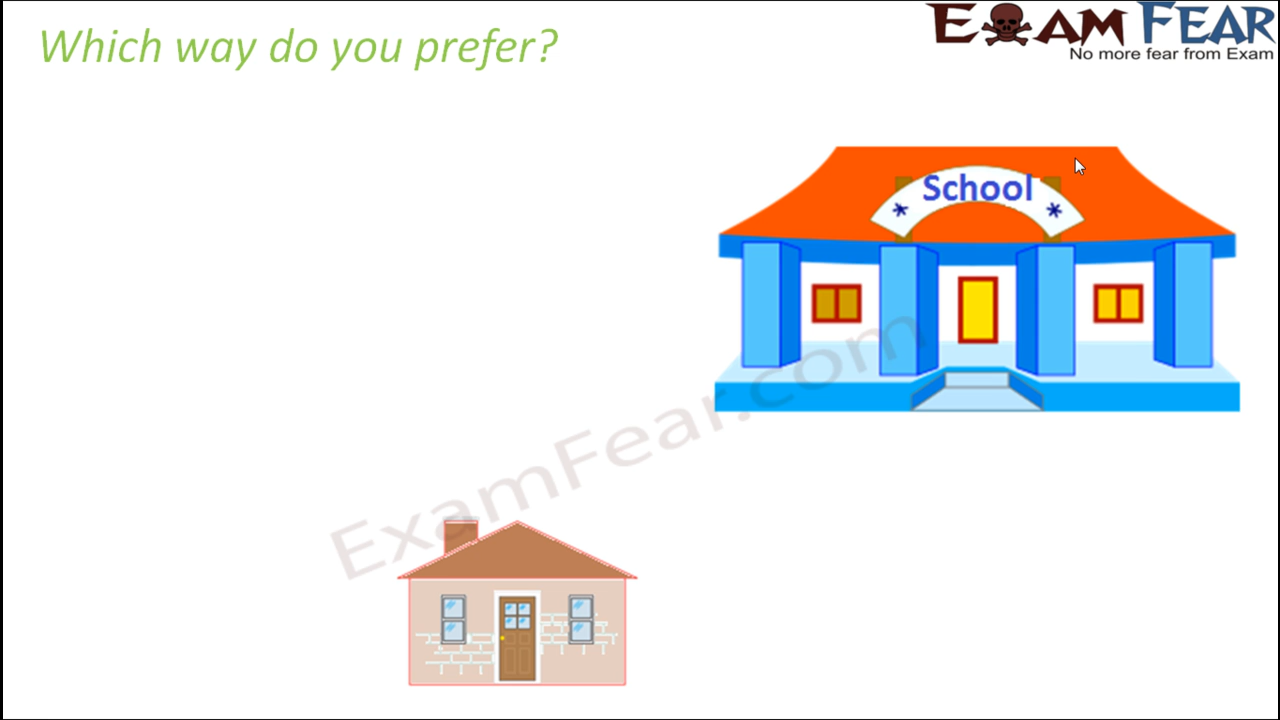 Which way do you prefer?
EXAM FEAR
No more fear from Exam
* School *
ExamFear.com